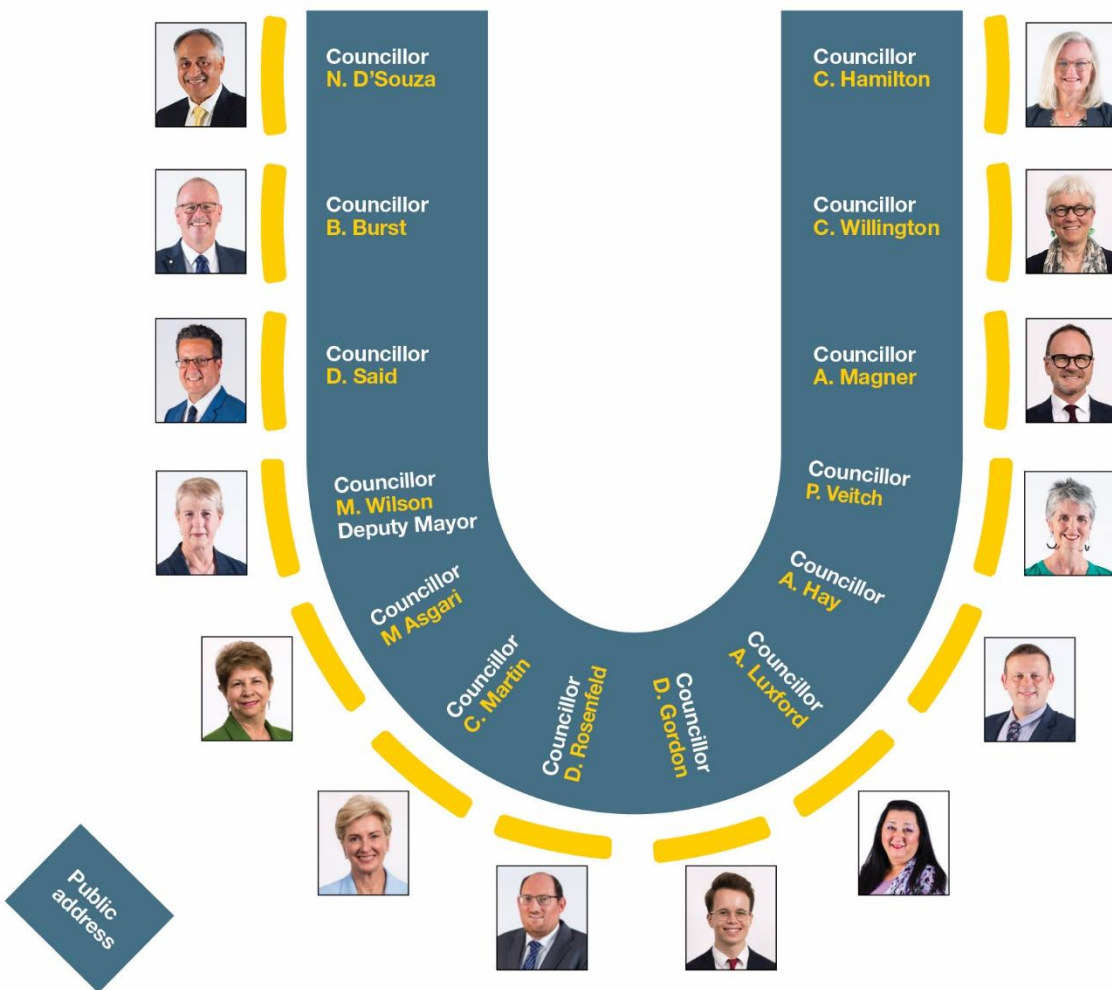 Councillor
N. D'Souza
Councillor
B. Burst
Councillor
D. Said
Councillor
M. Wilson
Deputy Mayor
Councillor
M Asgari
Councillor
C. Martin
Councillor
D. Rosenfeld
Councillor
D. Gordon
Councillor
A. Luxford
Councillor
A. Hay
Councillor
P. Veitch
Councillor
A. Magner
Councillor
C. Willington
Councillor
C. Hamilton
Public
address